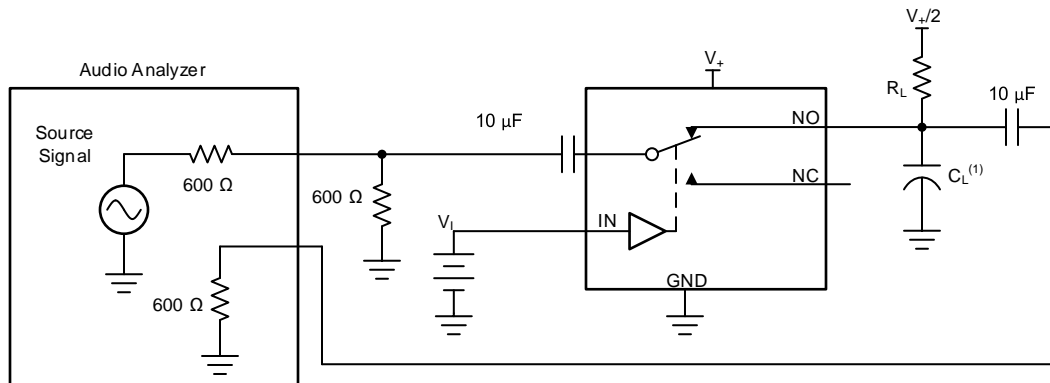 V+/2
V+
Audio Analyzer
RL
10 µF
10 µF
NO
Source
Signal
CL(1)
600 Ω
NC
600 Ω
VI
IN
GND
600 Ω